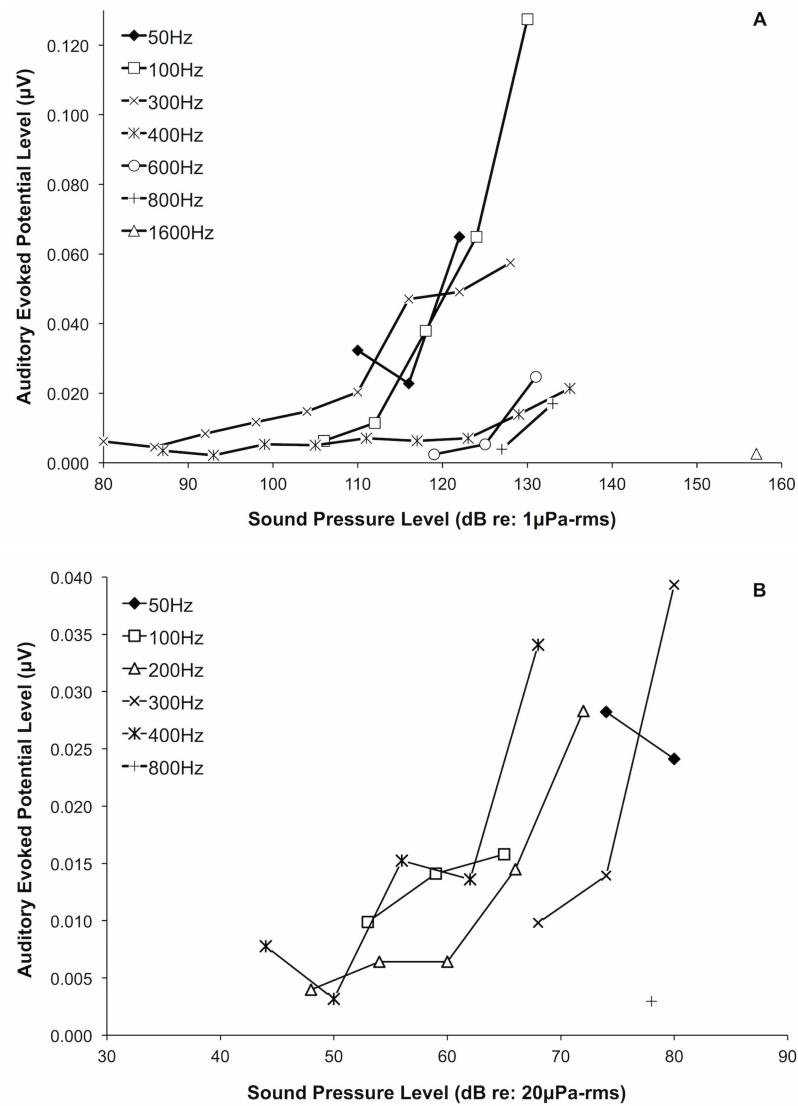 A
50Hz
100Hz
300Hz
400Hz
600Hz
800Hz
1600Hz
Auditory Evoked Potential Level (µV)
0.120
0.100
0.080
0.060
0.040
0.020
0.000
80 90 100 110 120 130 140 150 160
Sound Pressure Level (dB re: 1µPa-rms)
B
50Hz
100Hz
200Hz
300Hz
400Hz
800Hz
Auditory Evoked Potential Level (µV)
0.040
0.035
0.030
0.025
0.020
0.015
0.010
0.005
0.000
30 40 50 60 70 80 90
Sound Pressure Level (dB re: 20µPa-rms)